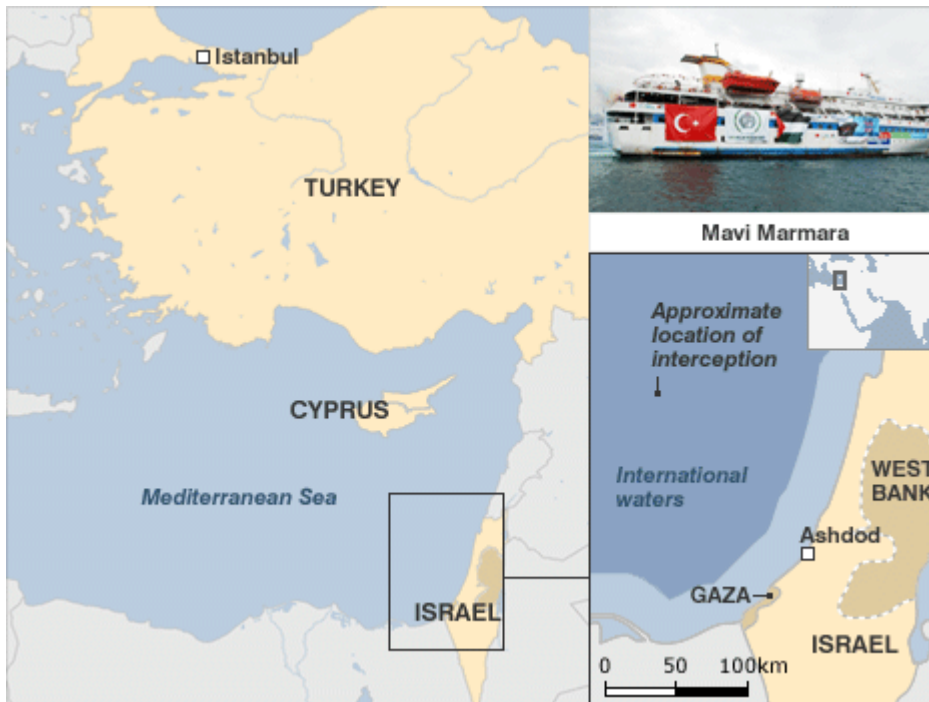 Istanbul
TURKEY
CYPRUS
Mediterranean Sea
ISRAEL
Mavi Marmara
Approximate
location of
interception
International
waters
WEST
BANK
Ashdod
GAZA
ISRAEL
0 50 100km